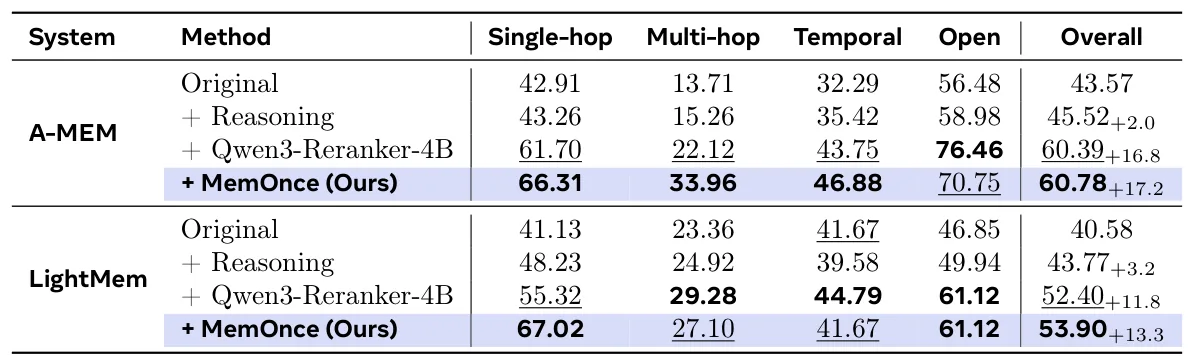 System Method Single-hop Multi-hop Temporal Open Overall
Original 42.91 13.71 32.29 56.48 43.57
+ Reasoning 43.26 15.26 35.42 58.98 45.52+2.0
A-MEM
+ Qwen3-Reranker-4B 61.70 22.12 43.75 76.46 60.39+16.8
+ MemOnce (Ours) 66.31 33.96 46.88 70.75 60.78+17.2
Original 41.13 23.36 41.67 46.85 40.58
+ Reasoning 48.23 24.92 39.58 49.94 43.77+3.2
LightMem
+ Qwen3-Reranker-4B 55.32 29.28 44.79 61.12 52.40+11.8
+ MemOnce (Ours) 67.02 27.10 41.67 61.12 53.90+13.3